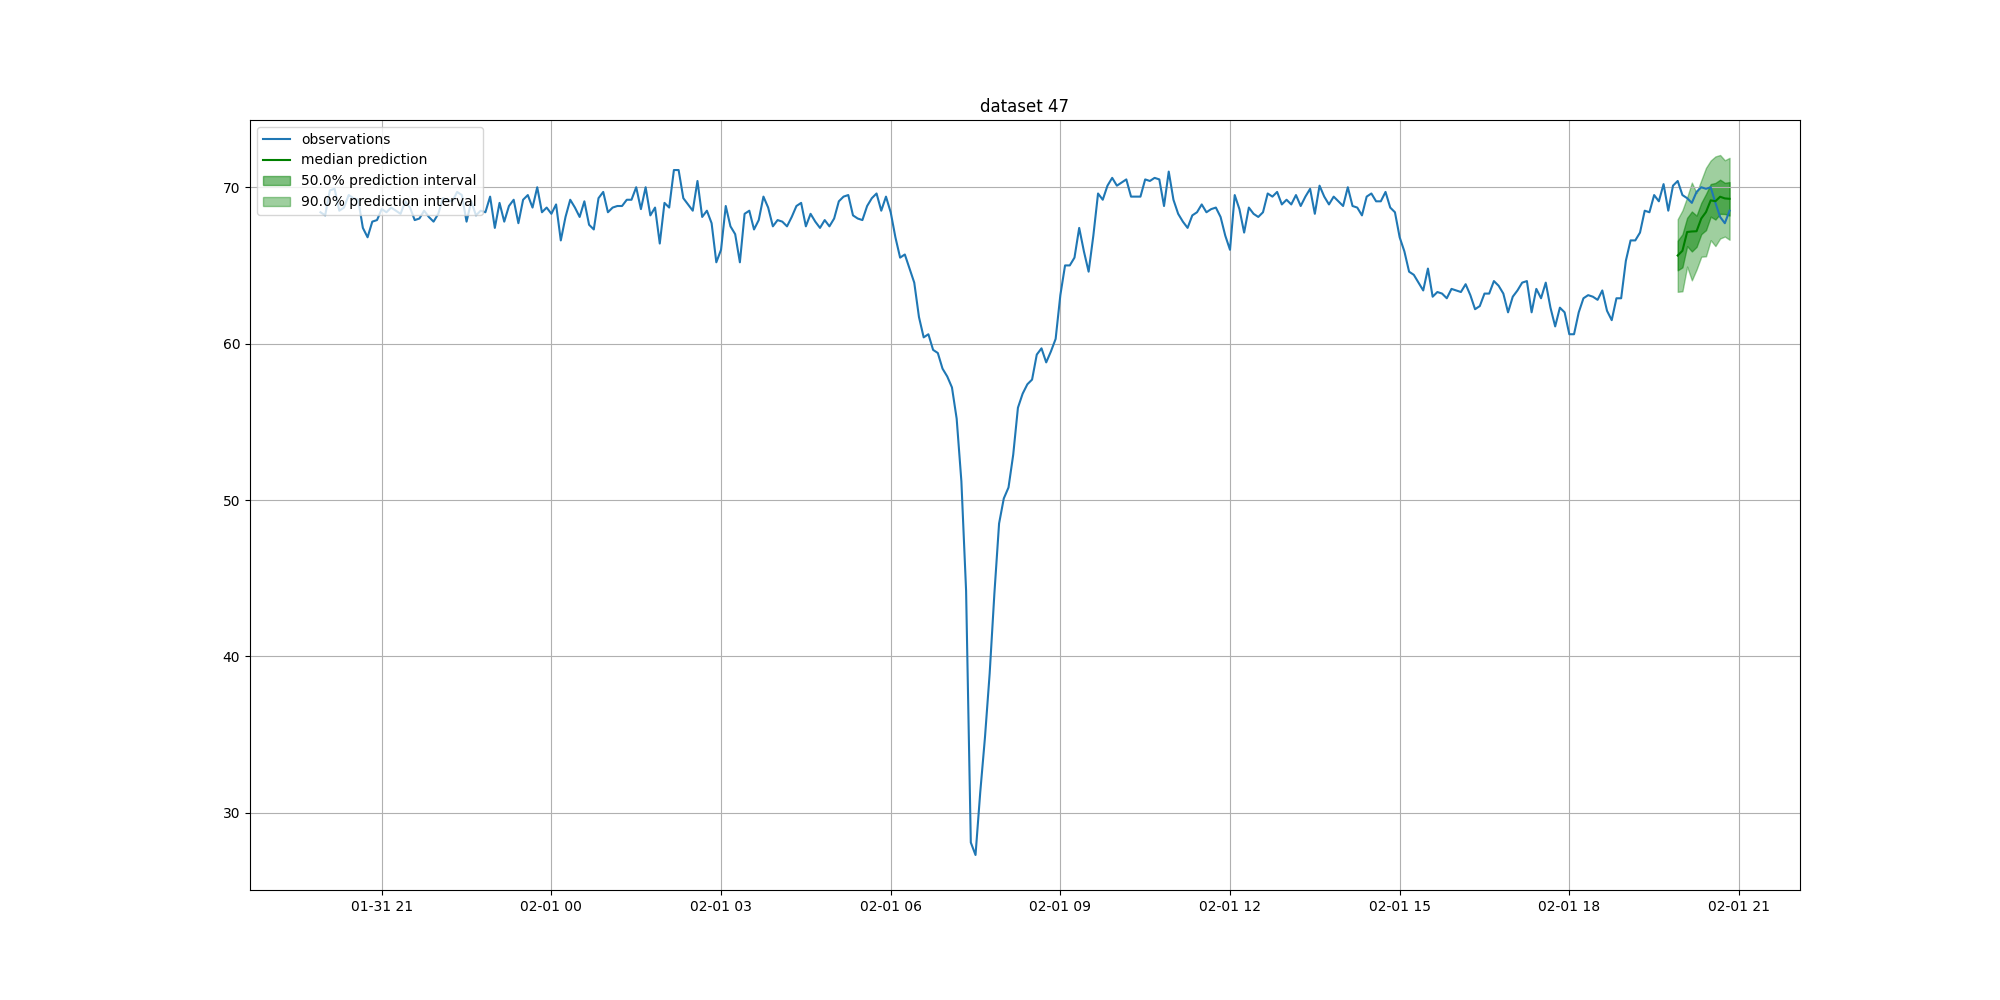 dataset 47
observations
median prediction
50.0% prediction interval
90.0% prediction interval
70
60
50
40
30
01-31 21
02-01 00
02-01 03
02-01 06
02-01 09
02-01 12
02-01 15
02-01 18
02-01 21